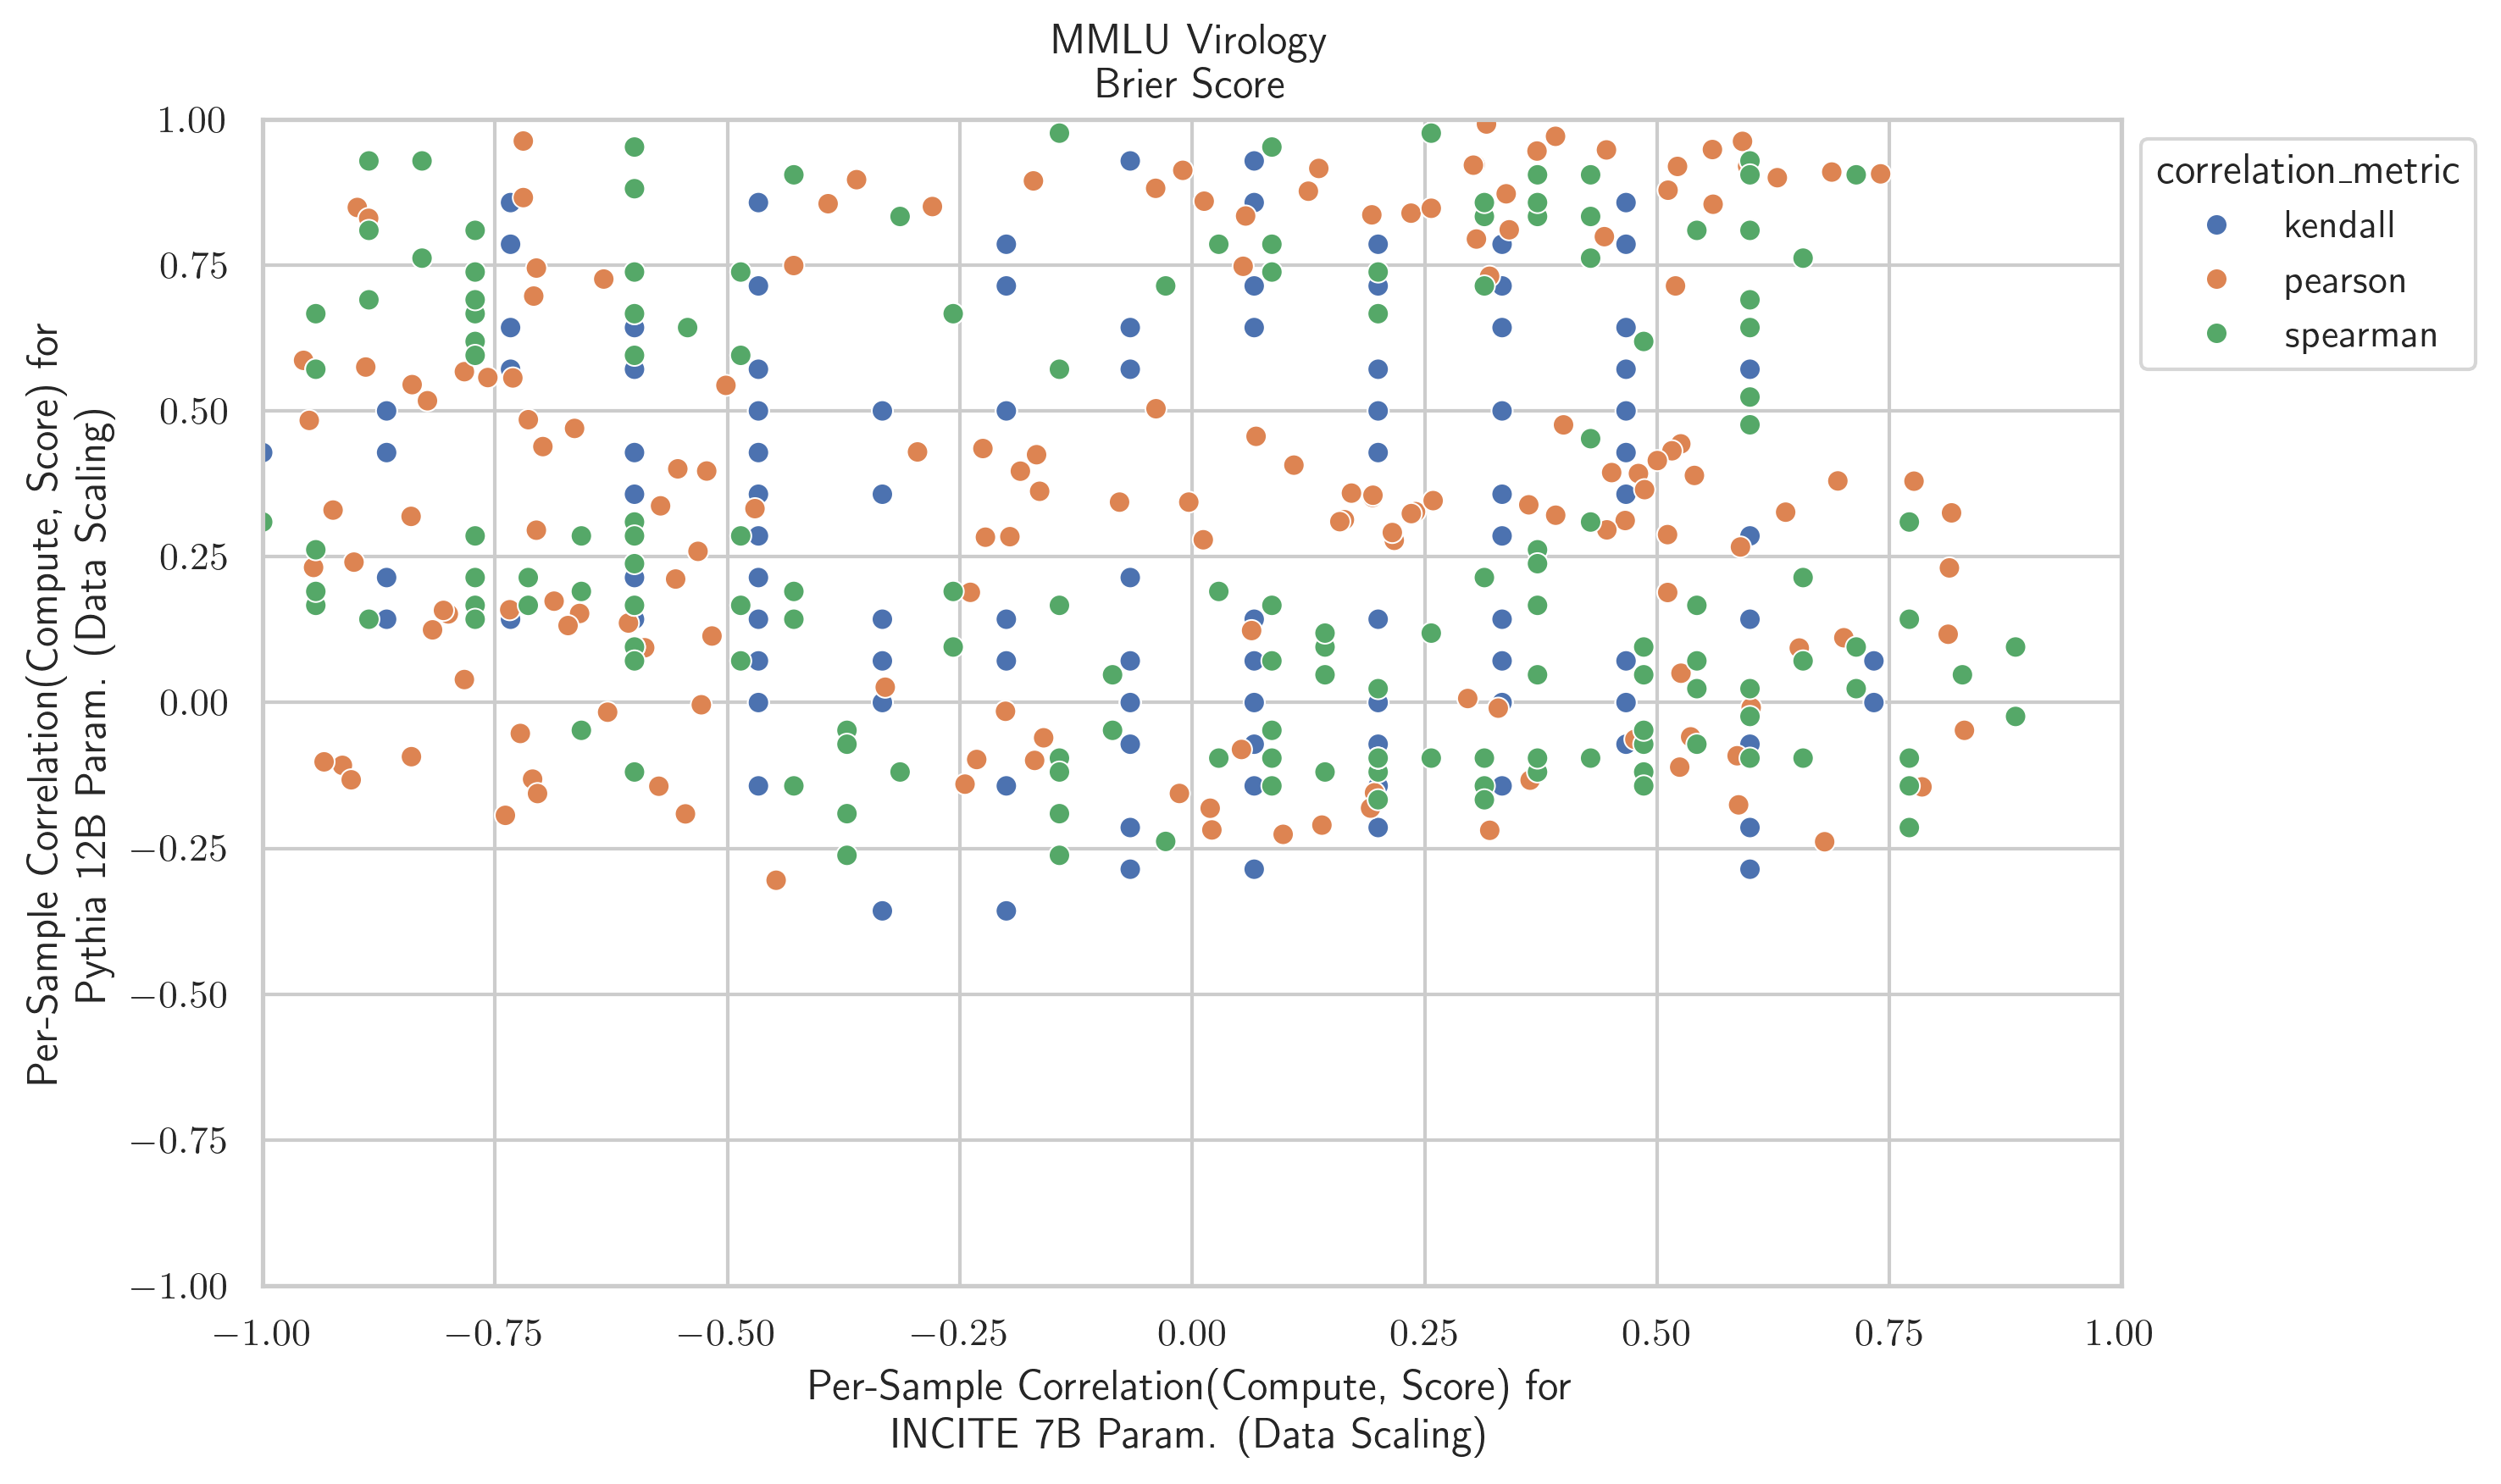 MMLU Virology
Brier Score
1.00
0.75
0.50
0.25
0.00
−0.25
−0.50
−0.75
−1.00
Per-Sample Correlation(Compute, Score) for
Pythia 12B Param. (Data Scaling)
−1.00 −0.75 −0.50 −0.25 0.00 0.25 0.50 0.75 1.00
Per-Sample Correlation(Compute, Score) for
INCITE 7B Param. (Data Scaling)
correlation_metric
kendall
pearson
spearman